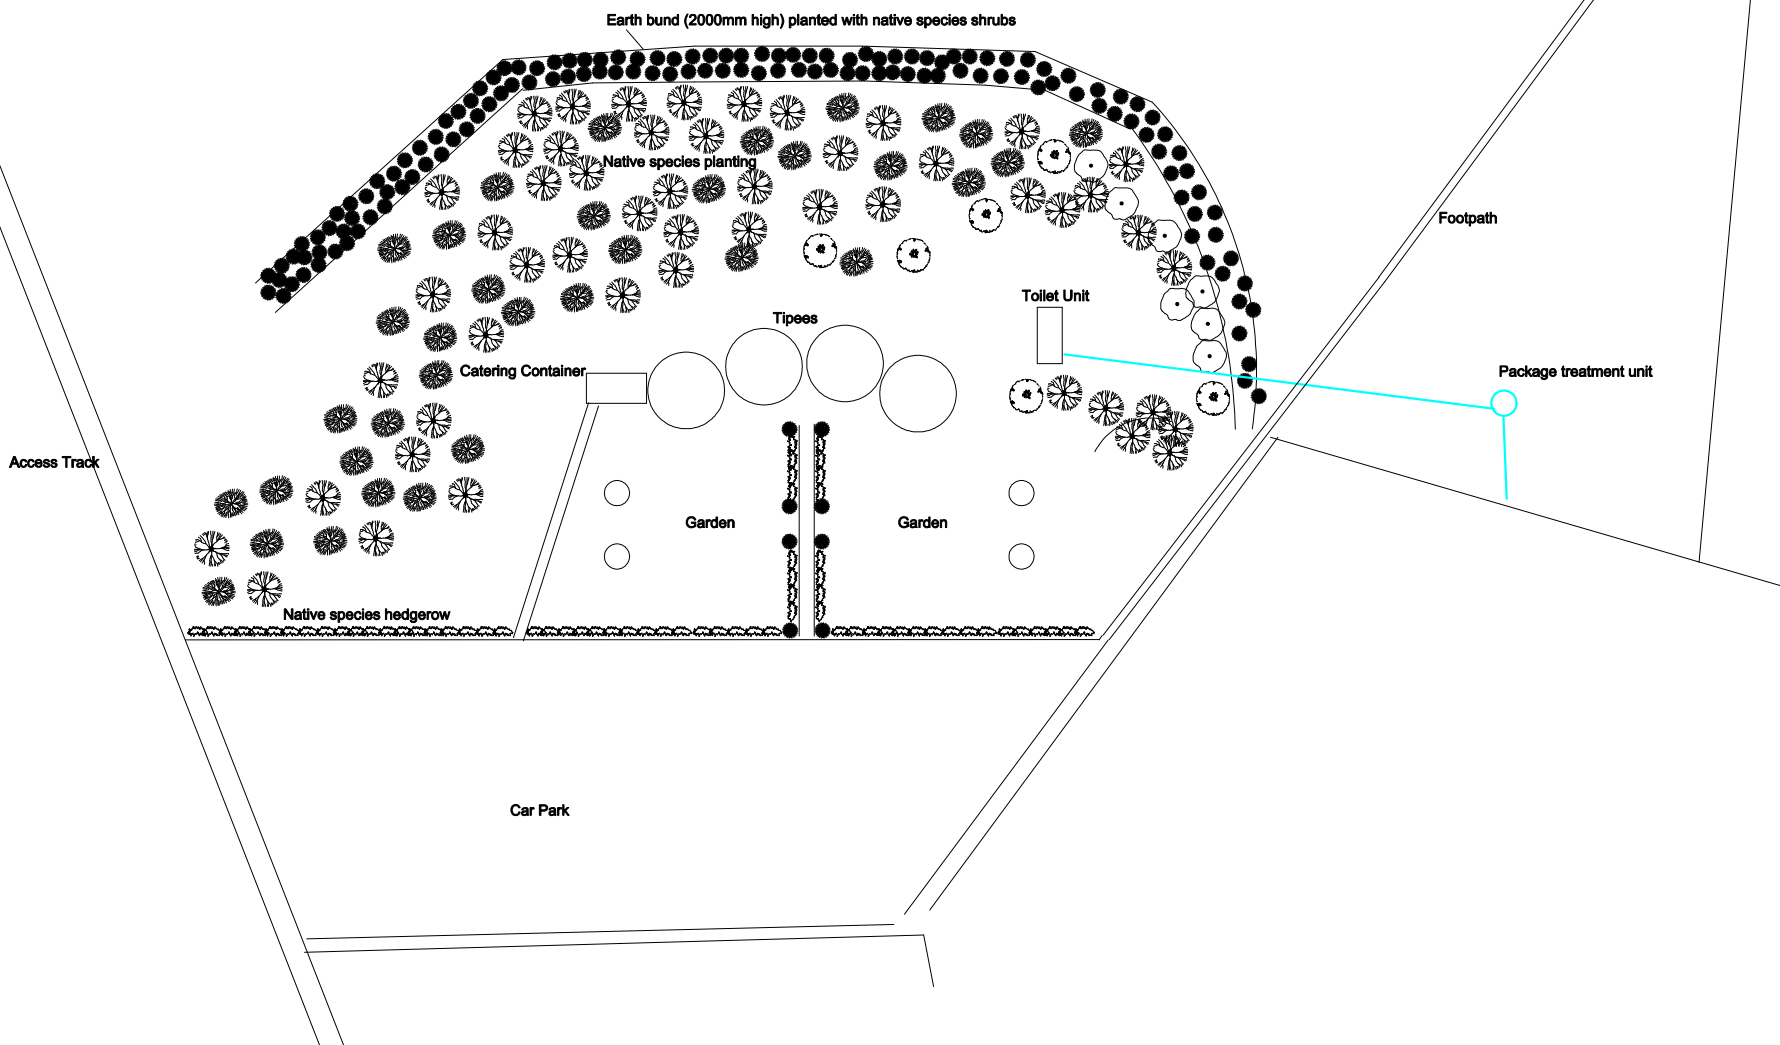 Earth bund (2000mm high) planted with native species shrubs
Native species planting
Footpath
Toilet Unit
Tipees
Catering Container
Package treatment unit
Access Track
Garden
Garden
Native species hedgerow
Car Park